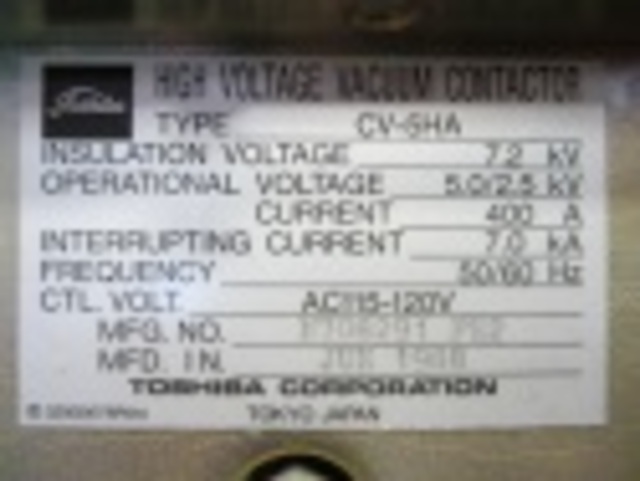 HIGH VOLTAGE VACUUM CONTACTOR
Toshiba
TYPE CV-6HA
INSULATION VOLTAGE 7.2 kV
OPERATIONAL VOLTAGE 5.0/2.5 kV
CURRENT 400 A
INTERRUPTING CURRENT 7.0 kA
FREQUENCY 50/60 Hz
CTL. VOLT. AC115-120V
MFG. NO.
MFD. IN.
TOSHIBA CORPORATION
TOKYO JAPAN